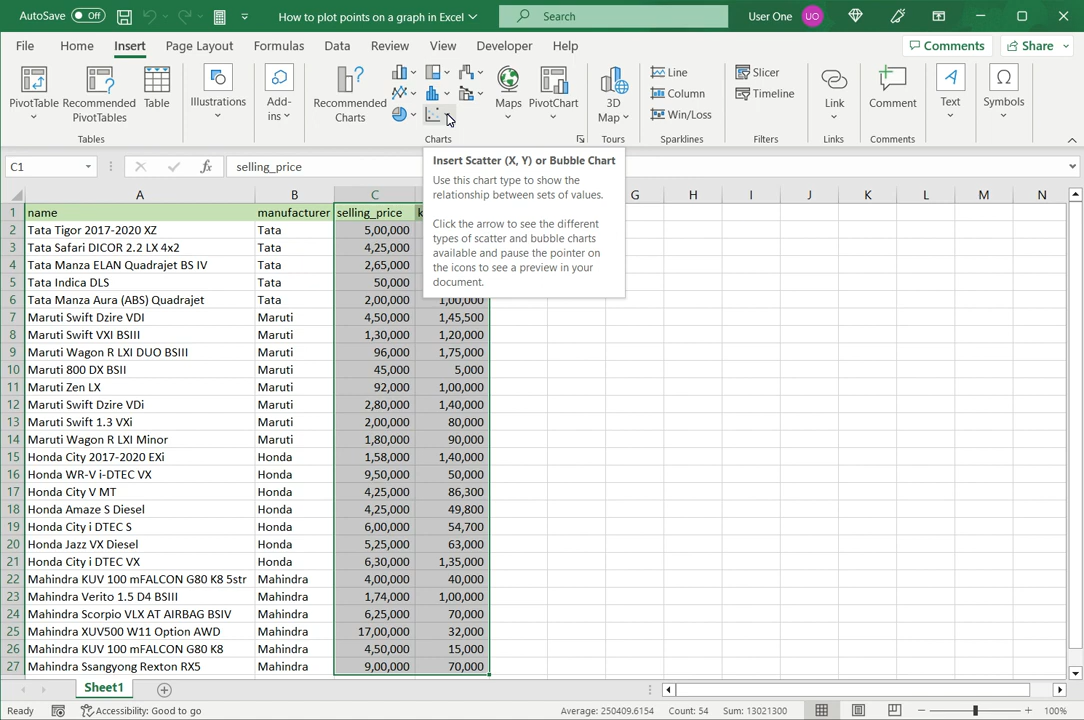 AutoSave Off
How to plot points on a graph in Excel
Search
User One UO
File Home Insert Page Layout Formulas Data Review View Developer Help Comments Share
PivotTable Recommended PivotTables Table
Tables
Illustrations
Add-ins
Recommended Charts
Maps PivotChart
Charts
3D Map
Tours
Line
Column
Win/Loss
Sparklines
Slicer
Timeline
Filters
Link
Links
Comment
Comments
Text
Symbols
C1 fx selling_price
Insert Scatter (X, Y) or Bubble Chart
Use this chart type to show the
relationship between sets of values.
Click the arrow to see the different
types of scatter and bubble charts
available and pause the pointer on
the icons to see a preview in your
document.
A B C G H I J K L M N
1 name manufacturer selling_price k
2 Tata Tigor 2017-2020 XZ Tata 5,00,000
3 Tata Safari DICOR 2.2 LX 4x2 Tata 4,25,000
4 Tata Manza ELAN Quadrajet BS IV Tata 2,65,000
5 Tata Indica DLS Tata 50,000
6 Tata Manza Aura (ABS) Quadrajet Tata 2,00,000 1,00,000
7 Maruti Swift Dzire VDI Maruti 4,50,000 1,45,500
8 Maruti Swift VXI BSIII Maruti 1,30,000 1,20,000
9 Maruti Wagon R LXI DUO BSIII Maruti 96,000 1,75,000
10 Maruti 800 DX BSII Maruti 45,000 5,000
11 Maruti Zen LX Maruti 92,000 1,00,000
12 Maruti Swift Dzire VDi Maruti 2,80,000 1,40,000
13 Maruti Swift 1.3 VXi Maruti 2,00,000 80,000
14 Maruti Wagon R LXI Minor Maruti 1,80,000 90,000
15 Honda City 2017-2020 EXi Honda 1,58,000 1,40,000
16 Honda WR-V i-DTEC VX Honda 9,50,000 50,000
17 Honda City V MT Honda 4,25,000 86,300
18 Honda Amaze S Diesel Honda 4,25,000 49,800
19 Honda City i DTEC S Honda 6,00,000 54,700
20 Honda Jazz VX Diesel Honda 5,25,000 63,000
21 Honda City i DTEC VX Honda 6,30,000 1,35,000
22 Mahindra KUV 100 mFALCON G80 K8 5str Mahindra 4,00,000 40,000
23 Mahindra Verito 1.5 D4 BSIII Mahindra 1,74,000 1,00,000
24 Mahindra Scorpio VLX AT AIRBAG BSIV Mahindra 6,25,000 70,000
25 Mahindra XUV500 W11 Option AWD Mahindra 17,00,000 32,000
26 Mahindra KUV 100 mFALCON G80 K8 Mahindra 4,50,000 15,000
27 Mahindra Ssangyong Rexton RX5 Mahindra 9,00,000 70,000
Sheet1
Ready Accessibility: Good to go Average: 250409.6154 Count: 54 Sum: 13021300 100%